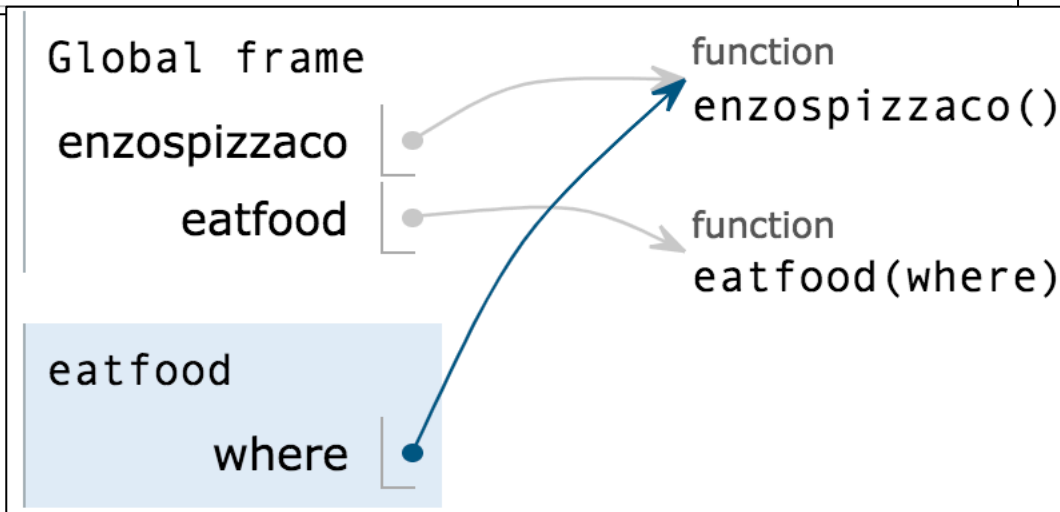 Global frame
enzospizzaco
eatfood
function
enzospizzaco()
function
eatfood(where)
eatfood
where